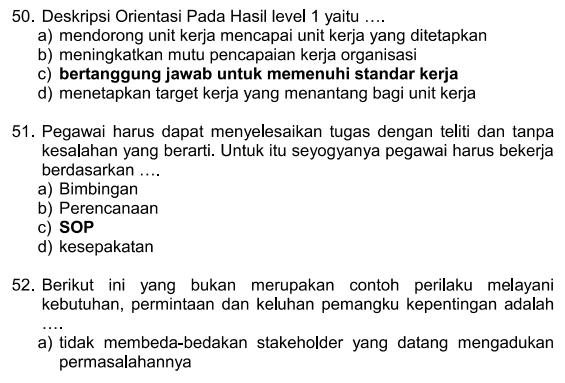 50. Deskripsi Orientasi Pada Hasil level 1 yaitu ....
a) mendorong unit kerja mencapai unit kerja yang ditetapkan
b) meningkatkan mutu pencapaian kerja organisasi
c) bertanggung jawab untuk memenuhi standar kerja
d) menetapkan target kerja yang menantang bagi unit kerja
51. Pegawai harus dapat menyelesaikan tugas dengan teliti dan tanpa
kesalahan yang berarti. Untuk itu seyogyanya pegawai harus bekerja
berdasarkan ....
a) Bimbingan
b) Perencanaan
c) SOP
d) kesepakatan
52. Berikut ini yang bukan merupakan contoh perilaku melayani
kebutuhan, permintaan dan keluhan pemangku kepentingan adalah
....
a) tidak membeda-bedakan stakeholder yang datang mengadukan
permasalahannya